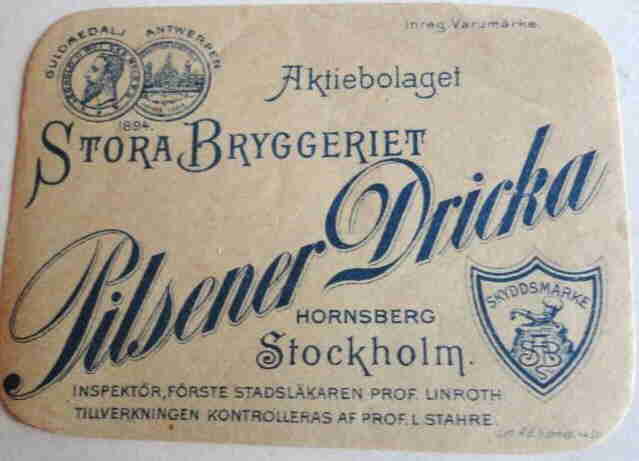 Inreg. Varumärke.
GULDMEDALJ ANTWERPEN
1894.
Aktiebolaget
STORA BRYGGERIET
Pilsener Dricka
HORNSBERG
Stockholm.
SKYDDSMÄRKE
SB
INSPEKTÖR, FÖRSTE STADSLÄKAREN PROF. LINROTH
TILLVERKNINGEN KONTROLLERAS AF PROF. L. STAHRE.